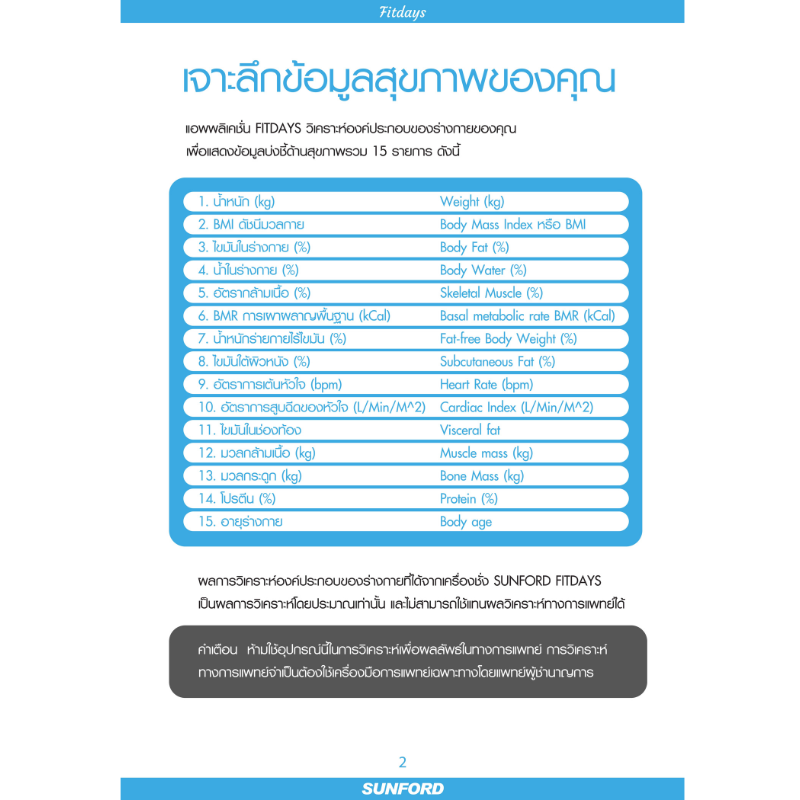 Fitdays
เจาะลึกข้อมูลสุขภาพของคุณ
แอพพลิเคชั่น FITDAYS วิเคราะห์องค์ประกอบของร่างกายของคุณ
เพื่อแสดงข้อมูลบ่งชี้ด้านสุขภาพรวม 15 รายการ ดังนี้
1. น้ำหนัก (kg) Weight (kg)
2. BMI ดัชนีมวลกาย Body Mass Index หรือ BMI
3. ไขมันในร่างกาย (%) Body Fat (%)
4. น้ำในร่างกาย (%) Body Water (%)
5. อัตรากล้ามเนื้อ (%) Skeletal Muscle (%)
6. BMR การเผาผลาญพื้นฐาน (kCal) Basal metabolic rate BMR (kCal)
7. น้ำหนักร่ายกายไร้ไขมัน (%) Fat-free Body Weight (%)
8. ไขมันใต้ผิวหนัง (%) Subcutaneous Fat (%)
9. อัตราการเต้นหัวใจ (bpm) Heart Rate (bpm)
10. อัตราการสูบฉีดของหัวใจ (L/Min/M^2) Cardiac Index (L/Min/M^2)
11. ไขมันในช่องท้อง Visceral fat
12. มวลกล้ามเนื้อ (kg) Muscle mass (kg)
13. มวลกระดูก (kg) Bone Mass (kg)
14. โปรตีน (%) Protein (%)
15. อายุร่างกาย Body age
ผลการวิเคราะห์องค์ประกอบของร่างกายที่ได้จากเครื่องชั่ง SUNFORD FITDAYS
เป็นผลการวิเคราะห์โดยประมาณเท่านั้น และไม่สามารถใช้แทนผลวิเคราะห์ทางการแพทย์ได้
คำเตือน ห้ามใช้อุปกรณ์นี้ในการวิเคราะห์เพื่อผลลัพธ์ในทางการแพทย์ การวิเคราะห์
ทางการแพทย์จำเป็นต้องใช้เครื่องมือการแพทย์เฉพาะทางโดยแพทย์ผู้ชำนาญการ
2
SUNFORD